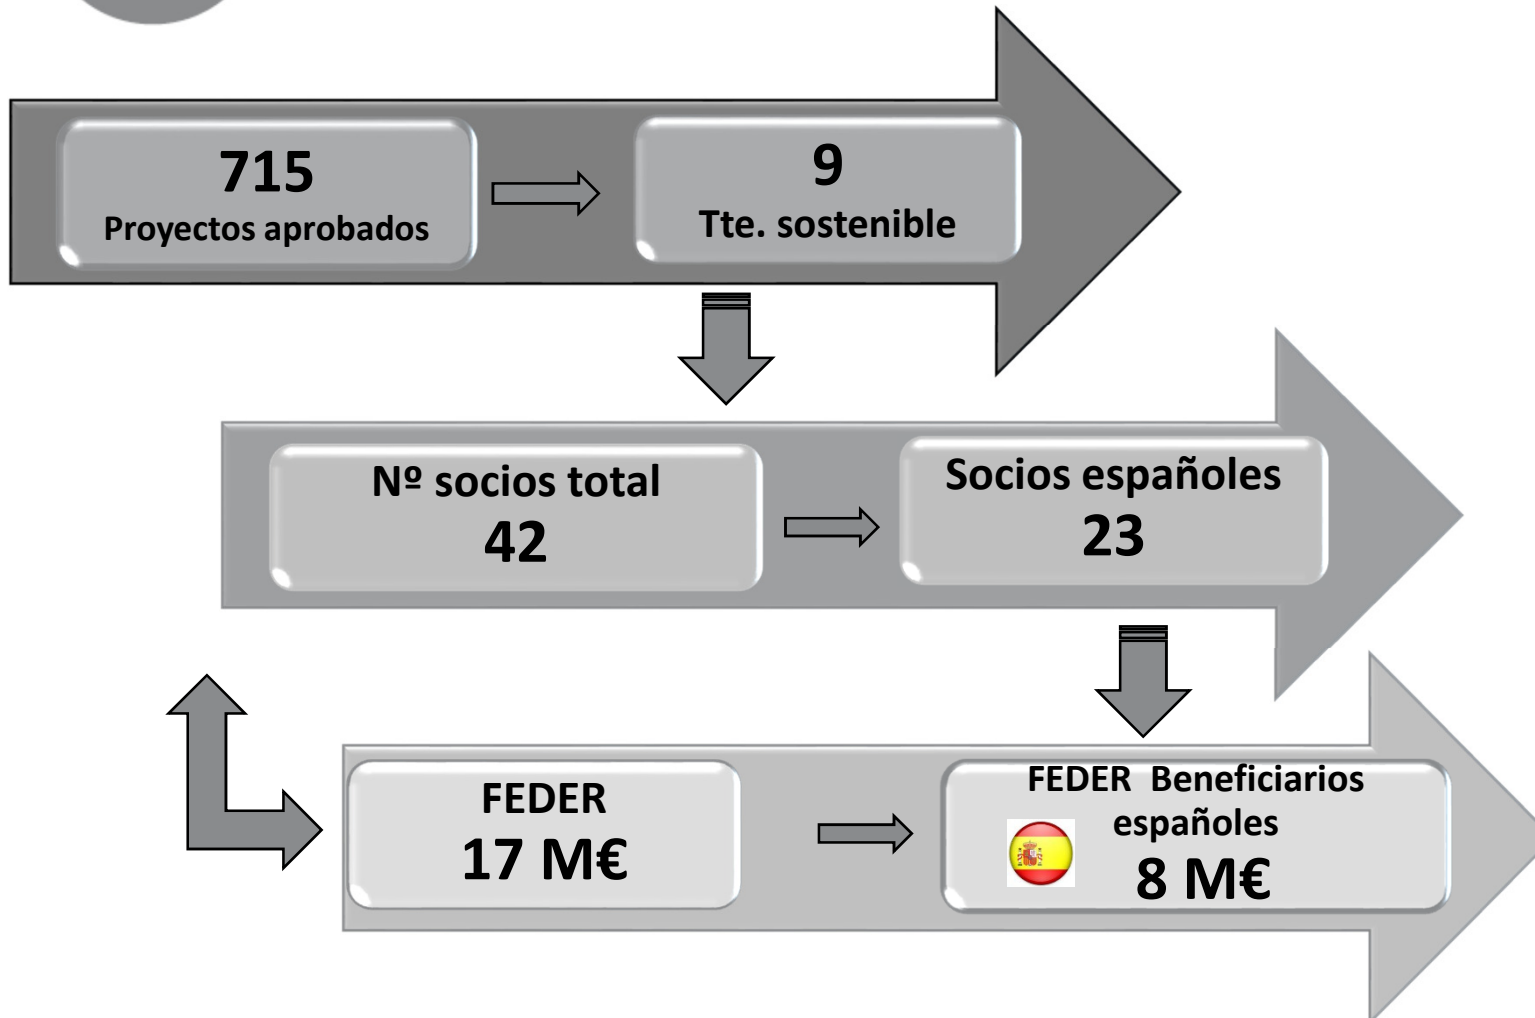 715
Proyectos aprobados
9
Tte. sostenible
Nº socios total
42
Socios españoles
23
FEDER
17 M€
FEDER Beneficiarios
españoles
8 M€